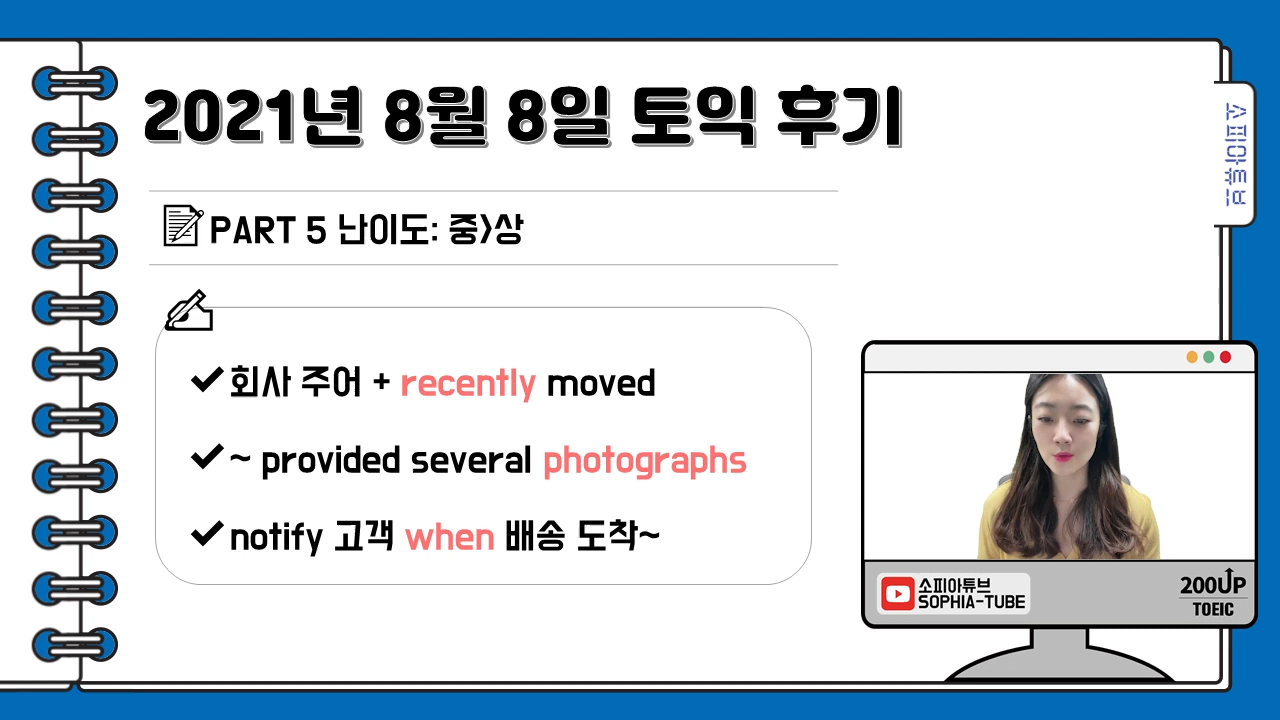 2021년 8월 8일 토익 후기
소피아튜브
PART 5 난이도: 중>상
회사 주어 + recently moved
~ provided several photographs
notify 고객 when 배송 도착~
소피아튜브
SOPHIA-TUBE
200UP
TOEIC